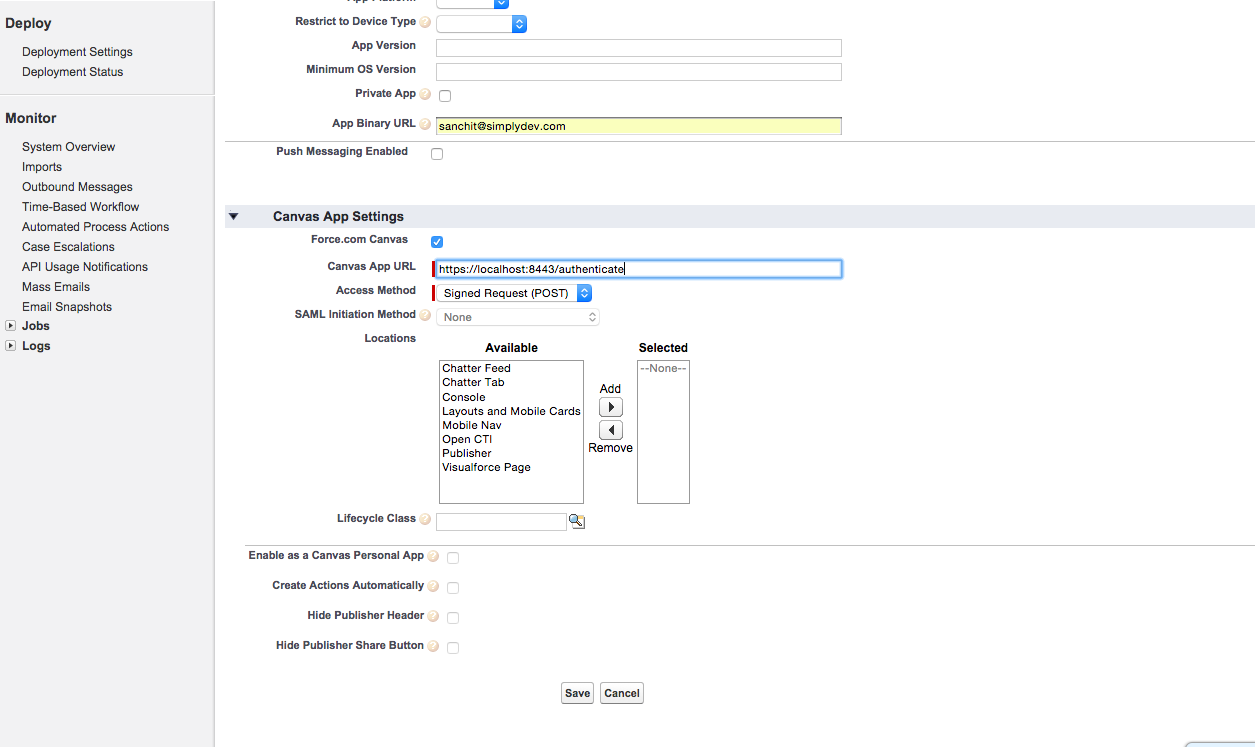 Deploy
Deployment Settings
Deployment Status
Monitor
System Overview
Imports
Outbound Messages
Time-Based Workflow
Automated Process Actions
Case Escalations
API Usage Notifications
Mass Emails
Email Snapshots
Jobs
Logs
Restrict to Device Type ?
App Version
Minimum OS Version
Private App ?
App Binary URL ? sanchit@simplydev.com
Push Messaging Enabled
Canvas App Settings
Force.com Canvas
Canvas App URL https://localhost:8443/authenticate
Access Method Signed Request (POST)
SAML Initiation Method ? None
Locations
Available
Chatter Feed
Chatter Tab
Console
Layouts and Mobile Cards
Mobile Nav
Open CTI
Publisher
Visualforce Page
Add
Remove
Selected
--None--
Lifecycle Class ?
Enable as a Canvas Personal App ?
Create Actions Automatically ?
Hide Publisher Header ?
Hide Publisher Share Button ?
Save Cancel